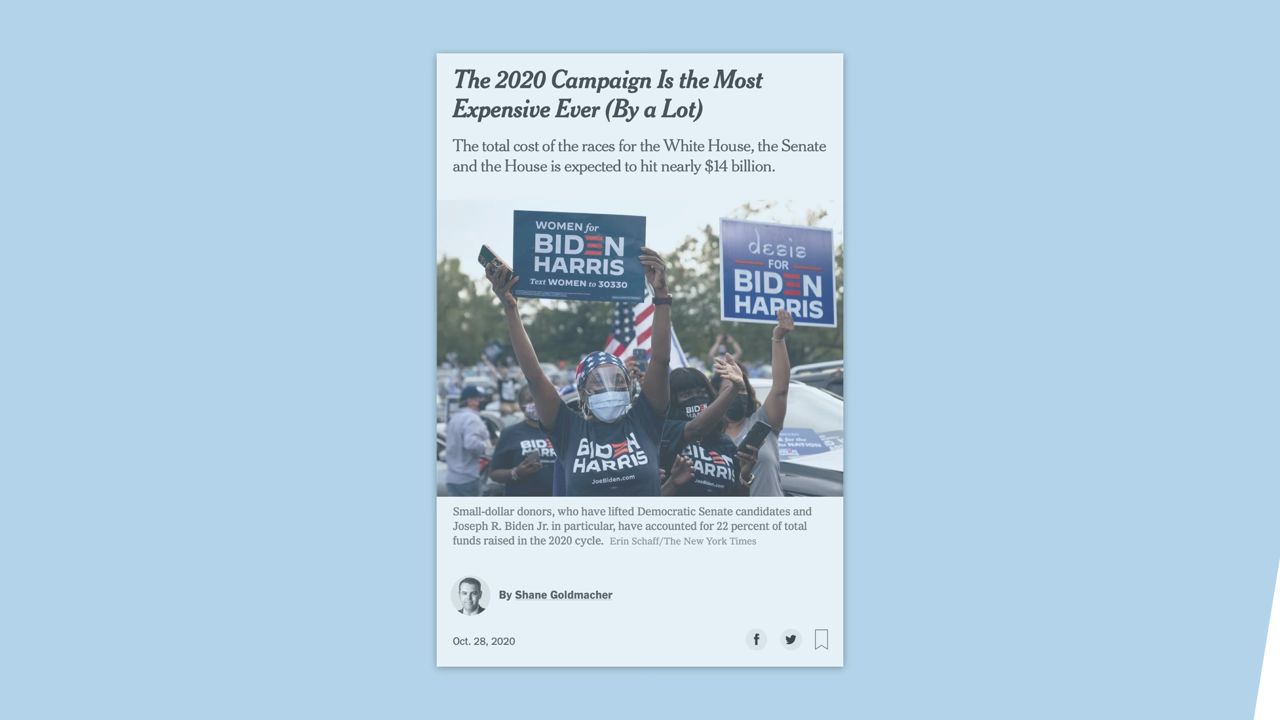 The 2020 Campaign Is the Most
Expensive Ever (By a Lot)
The total cost of the races for the White House, the Senate
and the House is expected to hit nearly $14 billion.
WOMEN for
BIDEN
HARRIS
Text WOMEN to 30330
desis
FOR
BIDEN
HARRIS
BIDEN
HARRIS
JoeBiden.com
Small-dollar donors, who have lifted Democratic Senate candidates and
Joseph R. Biden Jr. in particular, have accounted for 22 percent of total
funds raised in the 2020 cycle. Erin Schaff/The New York Times
By Shane Goldmacher
Oct. 28, 2020